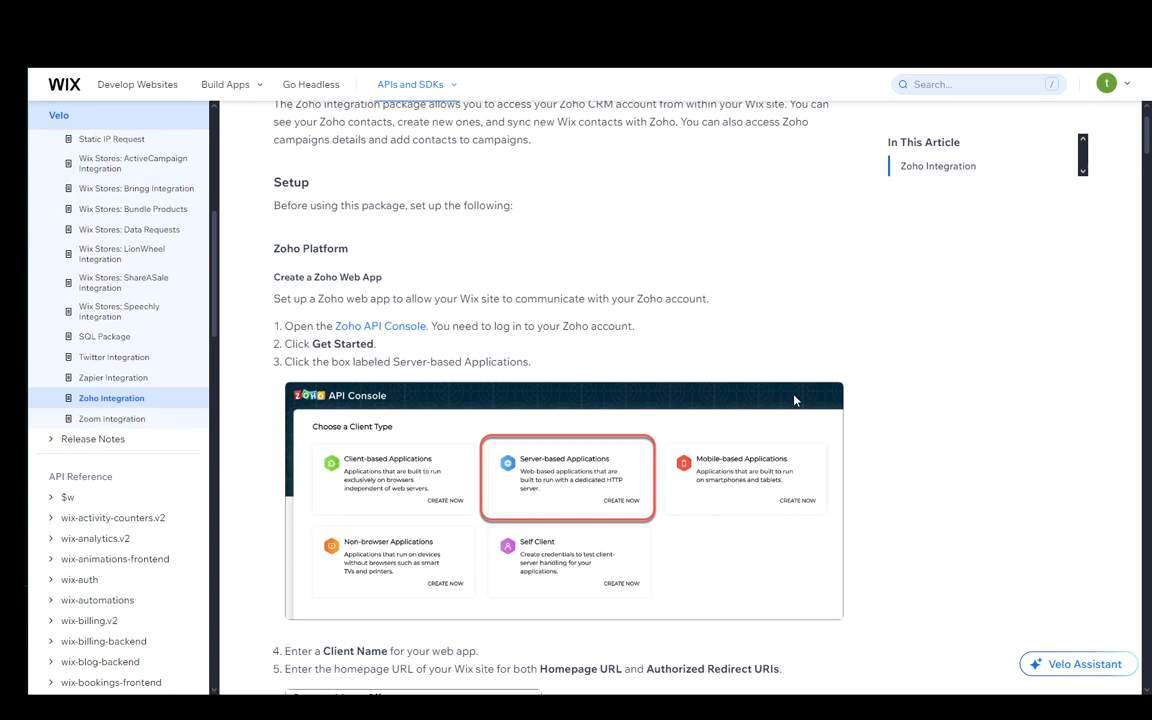 WIX
Develop Websites
Build Apps
Go Headless
APIs and SDKs
Search...
/
t
Velo
Static IP Request
Wix Stores: ActiveCampaign
Integration
Wix Stores: Bringg Integration
Wix Stores: Bundle Products
Wix Stores: Data Requests
Wix Stores: LionWheel
Integration
Wix Stores: ShareASale
Integration
Wix Stores: Speechly
Integration
SQL Package
Twitter Integration
Zapier Integration
Zoho Integration
Zoom Integration
Release Notes
API Reference
$w
wix-activity-counters.v2
wix-analytics.v2
wix-animations-frontend
wix-auth
wix-automations
wix-billing.v2
wix-billing-backend
wix-blog-backend
wix-bookings-frontend
The Zoho integration package allows you to access your Zoho CRM account from within your Wix site. You can
see your Zoho contacts, create new ones, and sync new Wix contacts with Zoho. You can also access Zoho
campaigns details and add contacts to campaigns.
Setup
Before using this package, set up the following:
Zoho Platform
Create a Zoho Web App
Set up a Zoho web app to allow your Wix site to communicate with your Zoho account.
1. Open the Zoho API Console. You need to log in to your Zoho account.
2. Click Get Started.
3. Click the box labeled Server-based Applications.
ZOHO API Console
Choose a Client Type
Client-based Applications
Applications that are built to run
exclusively on browsers
independent of web servers.
CREATE NOW
Server-based Applications
Web-based applications that are
built to run with a dedicated HTTP
server.
CREATE NOW
Mobile-based Applications
Applications that are built to run
on smartphones and tablets.
CREATE NOW
Non-browser Applications
Applications that run on devices
without browsers such as smart
TVs and printers.
CREATE NOW
Self Client
Create credentials to test client-
server handling for your
applications.
CREATE NOW
4. Enter a Client Name for your web app.
5. Enter the homepage URL of your Wix site for both Homepage URL and Authorized Redirect URIs.
In This Article
Zoho Integration
Velo Assistant